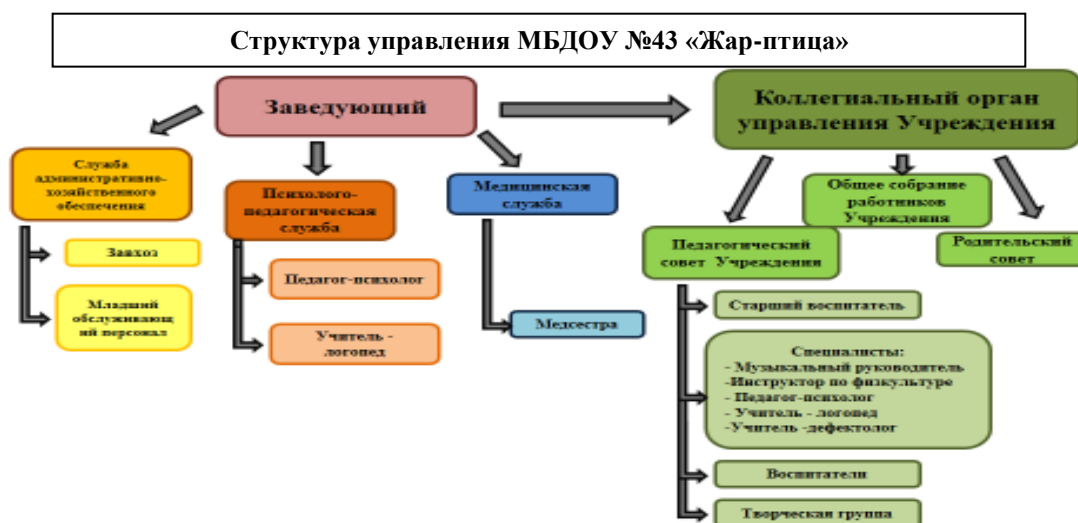 Структура управления МБДОУ №43 «Жар-птица»
Заведующий
Коллегиальный орган
управления Учреждения
Служба
административно-
хозяйственного
обеспечения
Завхоз
Младший
обслуживающ
ий персонал
Психолого-
педагогическая
служба
Педагог-психолог
Учитель -
логопед
Медицинская
служба
Медсестра
Общее собрание
работников
Учреждения
Педагогический
совет Учреждения
Родительский
совет
Старший воспитатель
Специалисты:
- Музыкальный руководитель
-Инструктор по физкультуре
- Педагог-психолог
- Учитель - логопед
-Учитель -дефектолог
Воспитатели
Творческая группа